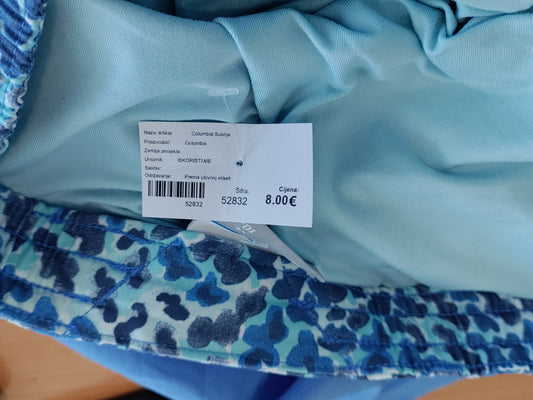 Naziv artikla: Columbia Suknja
Proizvođač: Columbia
Zemlja porijekla:
Uvoznik: ISKORISTI.ME
Sastav:
Održavanje: Prema ušivnoj etiket
Šifra: Cijena:
52832 52832 8.00€